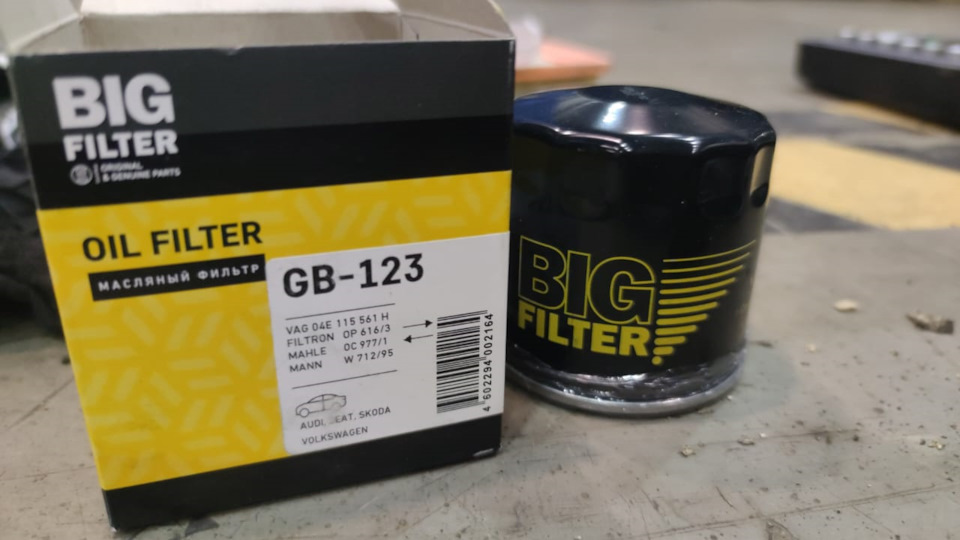 BIG
FILTER
ORIGINAL
& GENUINE PARTS
OIL FILTER
МАСЛЯНЫЙ ФИЛЬТР
GB-123
VAG 04E 115 561 H
FILTRON OP 616/3
MAHLE OC 977/1
MANN W 712/95
AUDI, EAT, SKODA
VOLKSWAGEN
4 602294 002164
BIG
FILTER